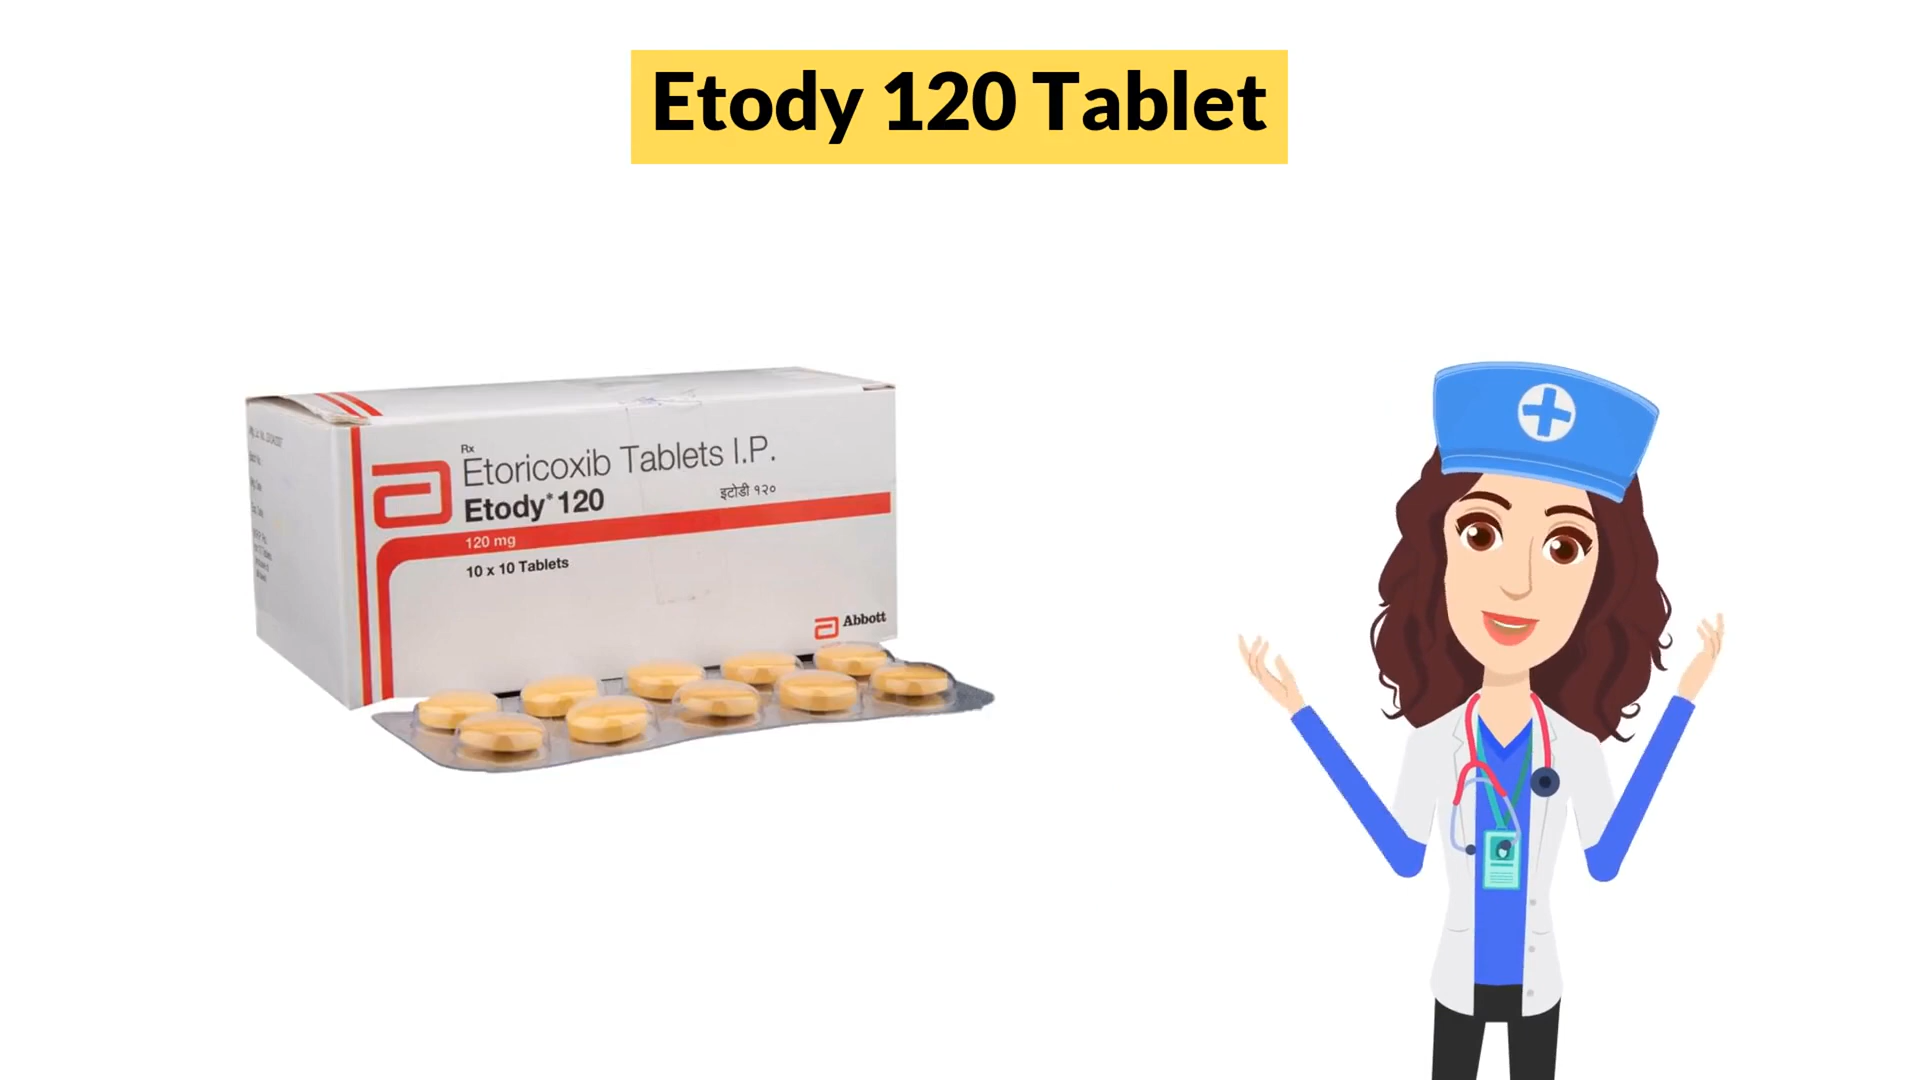 Etody 120 Tablet
Rx
Etoricoxib Tablets I.P.
Etody* 120
इटोडी १२०
120 mg
10 x 10 Tablets
Abbott